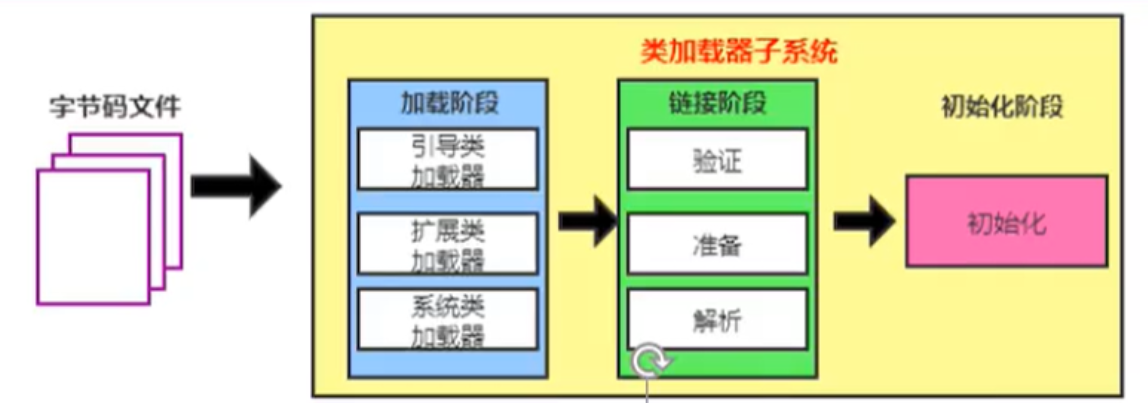 类加载器子系统
字节码文件
加载阶段
引导类
加载器
扩展类
加载器
系统类
加载器
链接阶段
验证
准备
解析
初始化阶段
初始化